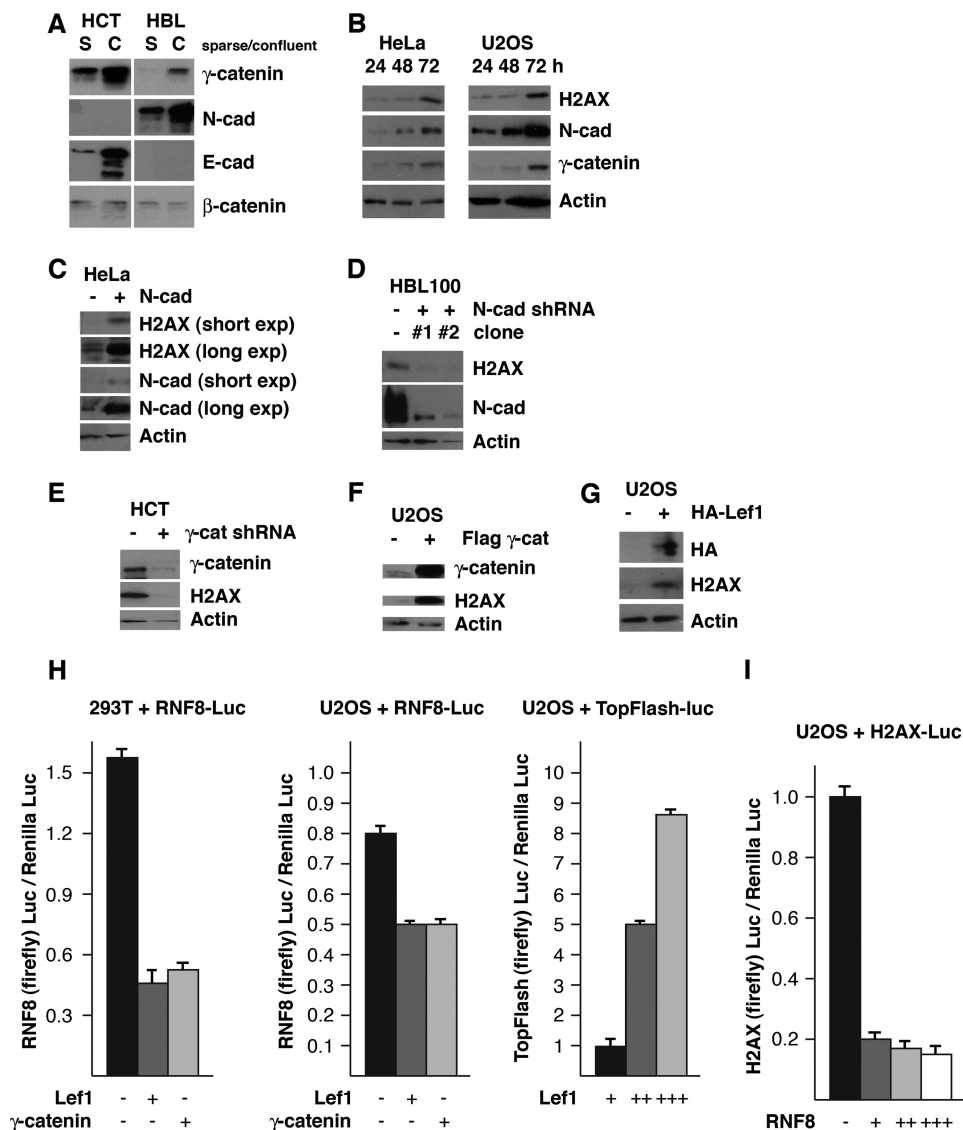 A
HCT HBL
S C S C sparse/confluent
γ-catenin
N-cad
E-cad
β-catenin
B
HeLa U2OS
24 48 72 24 48 72 h
H2AX
N-cad
γ-catenin
Actin
C
HeLa
- + N-cad
H2AX (short exp)
H2AX (long exp)
N-cad (short exp)
N-cad (long exp)
Actin
D
HBL100
- + + N-cad shRNA
- #1 #2 clone
H2AX
N-cad
Actin
E
HCT
- + γ-cat shRNA
γ-catenin
H2AX
Actin
F
U2OS
- + Flag γ-cat
γ-catenin
H2AX
Actin
G
U2OS
- + HA-Lef1
HA
H2AX
Actin
H
293T + RNF8-Luc
RNF8 (firefly) Luc / Renilla Luc
1.5
1.2
0.9
0.6
0.3
Lef1 - + -
γ-catenin - - +
U2OS + RNF8-Luc
RNF8 (firefly) Luc / Renilla Luc
1.0
0.9
0.8
0.7
0.6
0.5
0.4
0.3
0.2
0.1
Lef1 - + -
γ-catenin - - +
U2OS + TopFlash-luc
TopFlash (firefly) Luc / Renilla Luc
10
9
8
7
6
5
4
3
2
1
Lef1 + ++ +++
I
U2OS + H2AX-Luc
H2AX (firefly) Luc / Renilla Luc
1.0
0.8
0.6
0.4
0.2
RNF8 - + ++ +++